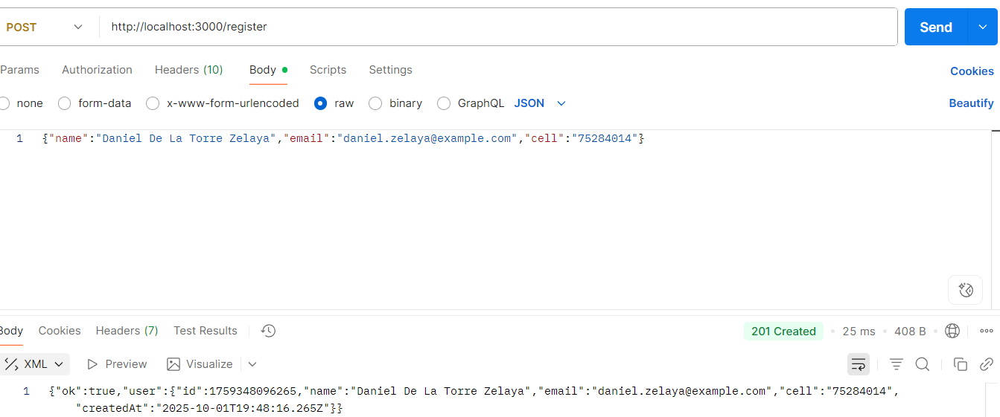 POST http://localhost:3000/register Send
Params Authorization Headers (10) Body Scripts Settings Cookies
none form-data x-www-form-urlencoded raw binary GraphQL JSON Beautify
1 {"name":"Daniel De La Torre Zelaya","email":"daniel.zelaya@example.com","cell":"75284014"}
Body Cookies Headers (7) Test Results 201 Created 25 ms 408 B
XML Preview Visualize
1 {"ok":true,"user":{"id":1759348096265,"name":"Daniel De La Torre Zelaya","email":"daniel.zelaya@example.com","cell":"75284014",
"createdAt":"2025-10-01T19:48:16.265Z"}}